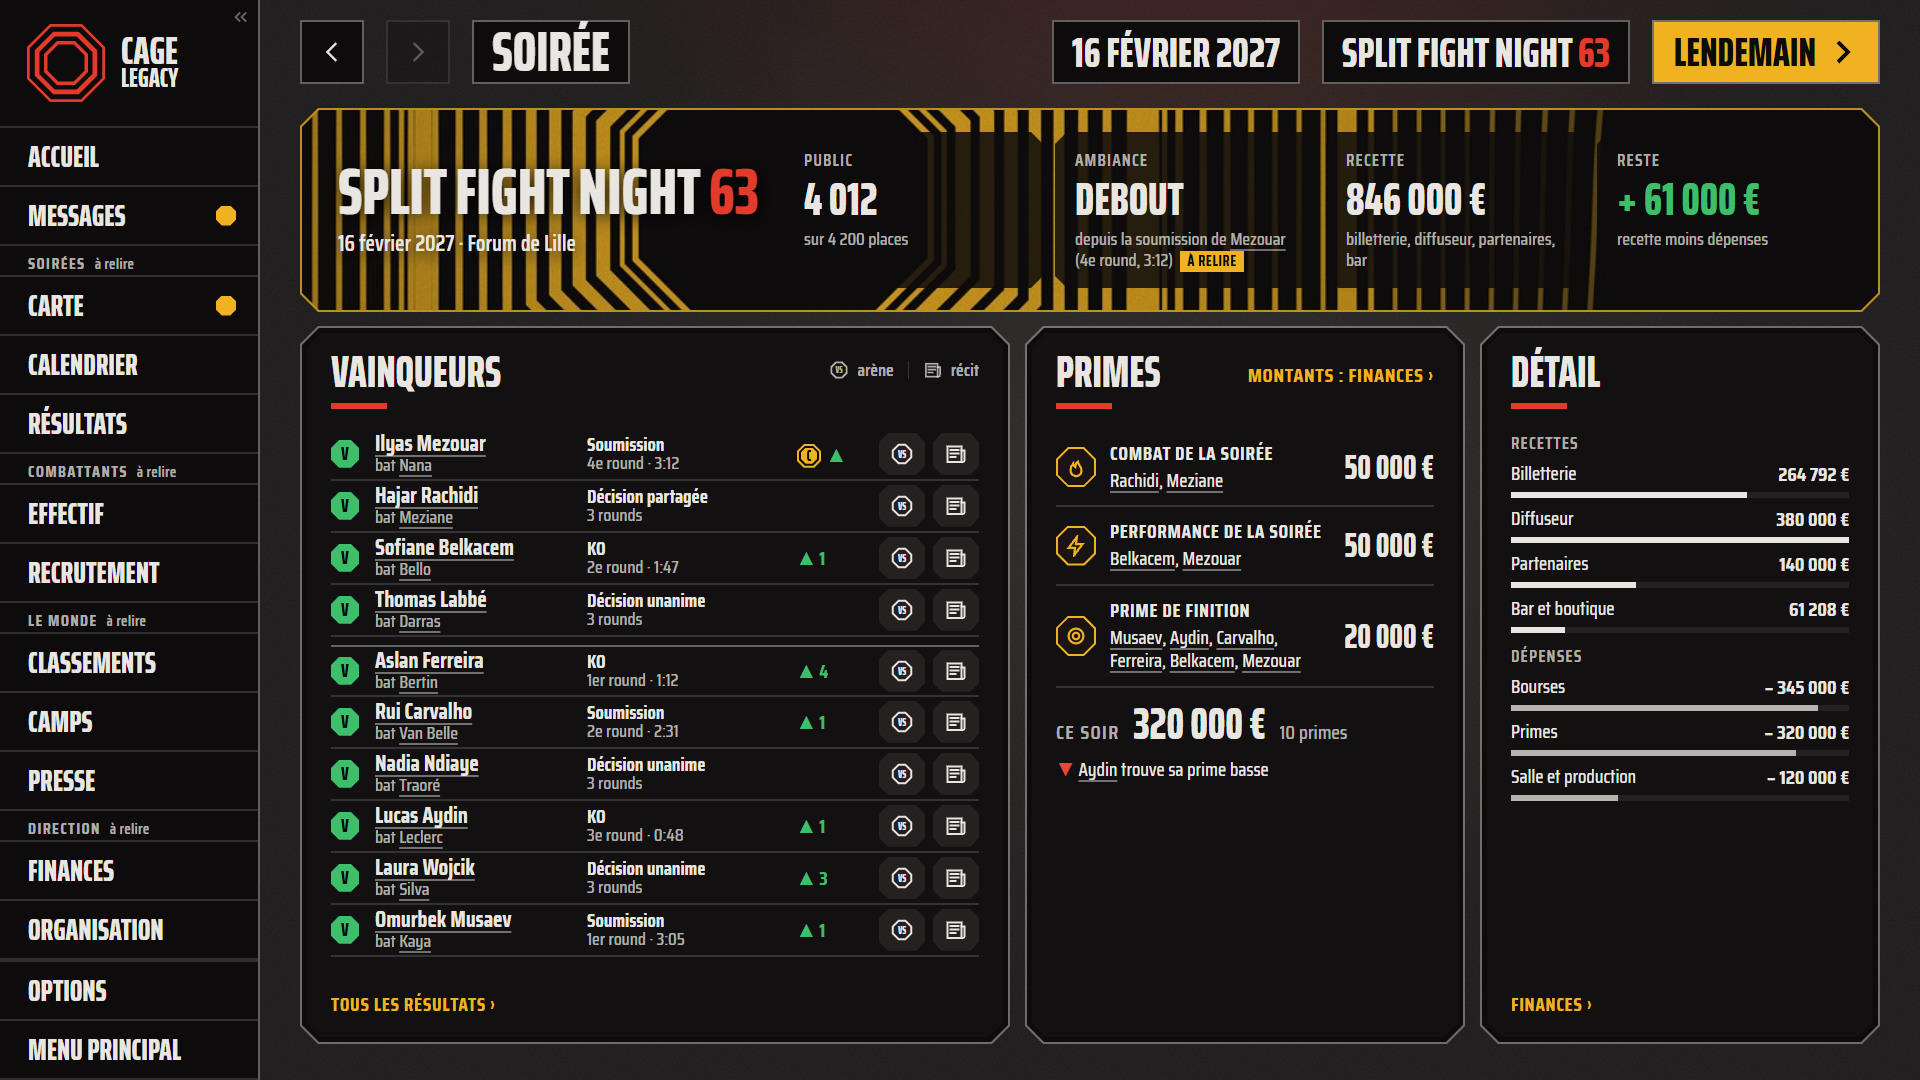 CAGE
LEGACY
ACCUEIL
MESSAGES
SOIRÉES à relire
CARTE
CALENDRIER
RÉSULTATS
COMBATTANTS à relire
EFFECTIF
RECRUTEMENT
LE MONDE à relire
CLASSEMENTS
CAMPS
PRESSE
DIRECTION à relire
FINANCES
ORGANISATION
OPTIONS
MENU PRINCIPAL
SOIRÉE
16 FÉVRIER 2027
SPLIT FIGHT NIGHT 63
LENDEMAIN
SPLIT FIGHT NIGHT 63
16 février 2027 · Forum de Lille
PUBLIC
4 012
sur 4 200 places
AMBIANCE
DEBOUT
depuis la soumission de Mezouar
(4e round, 3:12) À RELIRE
RECETTE
846 000 €
billetterie, diffuseur, partenaires,
bar
RESTE
+ 61 000 €
recette moins dépenses
VAINQUEURS
VS arène
récit
V Ilyas Mezouar Soumission C VS
bat Nana 4e round · 3:12
V Hajar Rachidi Décision partagée VS
bat Meziane 3 rounds
V Sofiane Belkacem KO ▲ 1 VS
bat Bello 2e round · 1:47
V Thomas Labbé Décision unanime VS
bat Darras 3 rounds
V Aslan Ferreira KO ▲ 4 VS
bat Bertin 1er round · 1:12
V Rui Carvalho Soumission ▲ 1 VS
bat Van Belle 2e round · 2:31
V Nadia Ndiaye Décision unanime VS
bat Traoré 3 rounds
V Lucas Aydin KO ▲ 1 VS
bat Leclerc 3e round · 0:48
V Laura Wojcik Décision unanime ▲ 3 VS
bat Silva 3 rounds
V Omurbek Musaev Soumission ▲ 1 VS
bat Kaya 1er round · 3:05
TOUS LES RÉSULTATS ›
PRIMES
MONTANTS : FINANCES ›
COMBAT DE LA SOIRÉE
Rachidi, Meziane
50 000 €
PERFORMANCE DE LA SOIRÉE
Belkacem, Mezouar
50 000 €
PRIME DE FINITION
Musaev, Aydin, Carvalho,
Ferreira, Belkacem, Mezouar
20 000 €
CE SOIR 320 000 € 10 primes
▼ Aydin trouve sa prime basse
DÉTAIL
RECETTES
Billetterie 264 792 €
Diffuseur 380 000 €
Partenaires 140 000 €
Bar et boutique 61 208 €
DÉPENSES
Bourses – 345 000 €
Primes – 320 000 €
Salle et production – 120 000 €
FINANCES ›